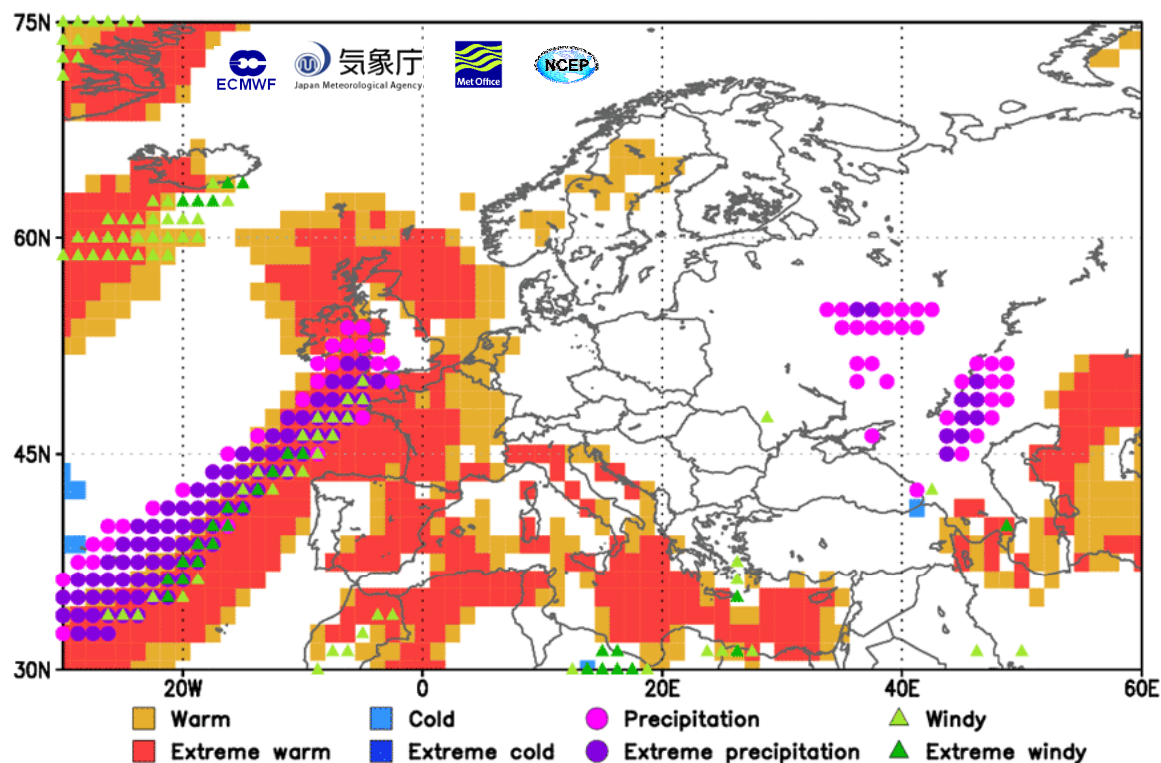 75N
気象庁
NCEP
ECMWF
Japan Meteorological Agency
Met Office
60N
45N
30N
20W 0 20E 40E 60E
Warm Cold Precipitation Windy
Extreme warm Extreme cold Extreme precipitation Extreme windy